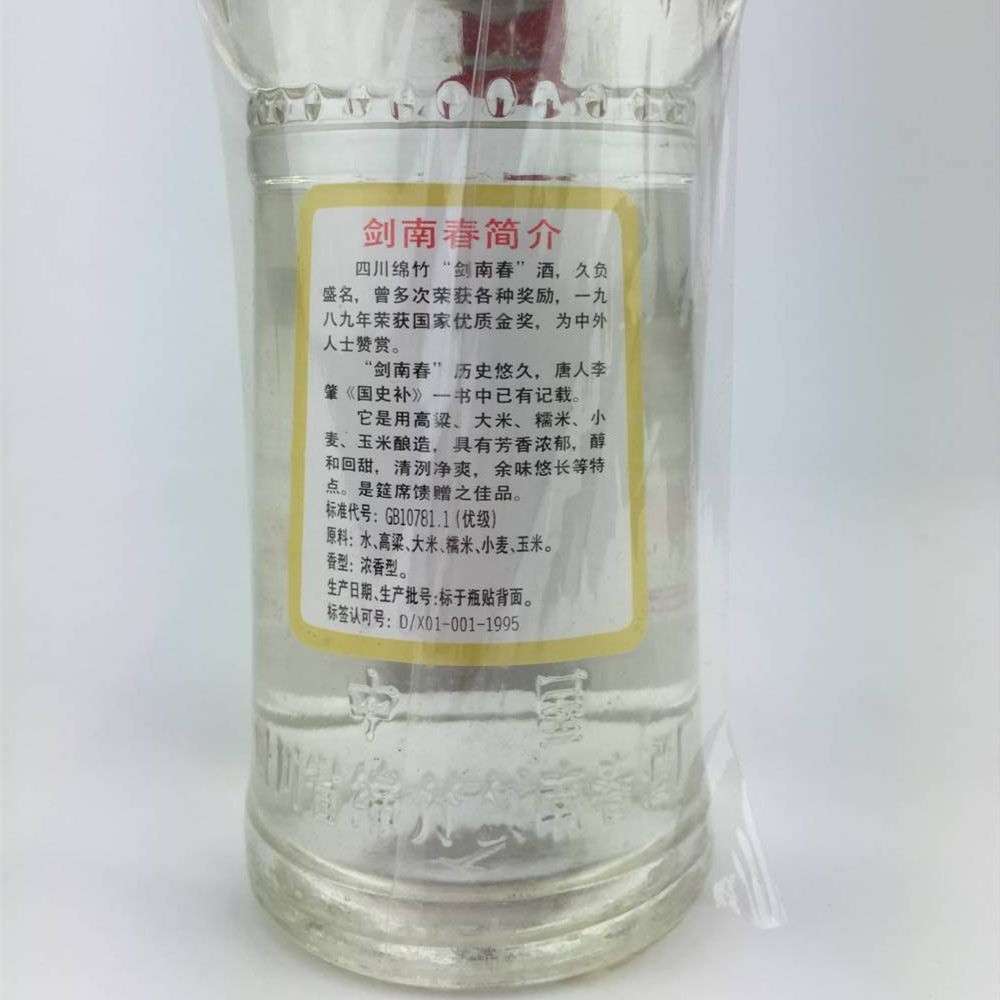 剑南春简介
四川绵竹“剑南春”酒，久负
盛名，曾多次荣获各种奖励，一九
八九年荣获国家优质金奖，为中外
人士赞赏。
“剑南春”历史悠久，唐人李
肇《国史补》一书中已有记载。
它是用高粱、大米、糯米、小
麦、玉米酿造，具有芳香浓郁，醇
和回甜，清洌净爽，余味悠长等特
点。是筵席馈赠之佳品。
标准代号：GB10781.1（优级）
原料：水、高粱、大米、糯米、小麦、玉米。
香型：浓香型。
生产日期、生产批号：标于瓶贴背面。
标签认可号：D/X01-001-1995
中国